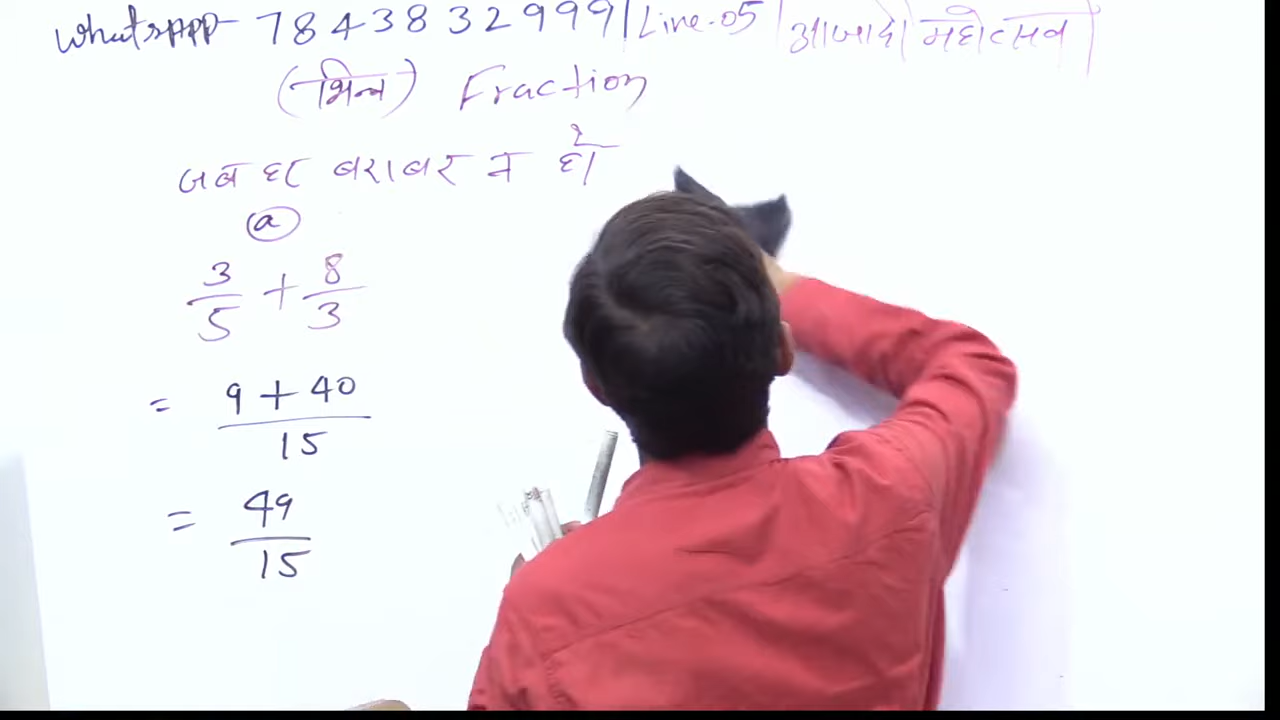 Whatsapp - 7843832999 | Line-05 | आजादी महोत्सव |
(भिन्न) Fraction
जब हर बराबर न हो
(a)
3/5 + 8/3
= 9 + 40 / 15
= 49 / 15